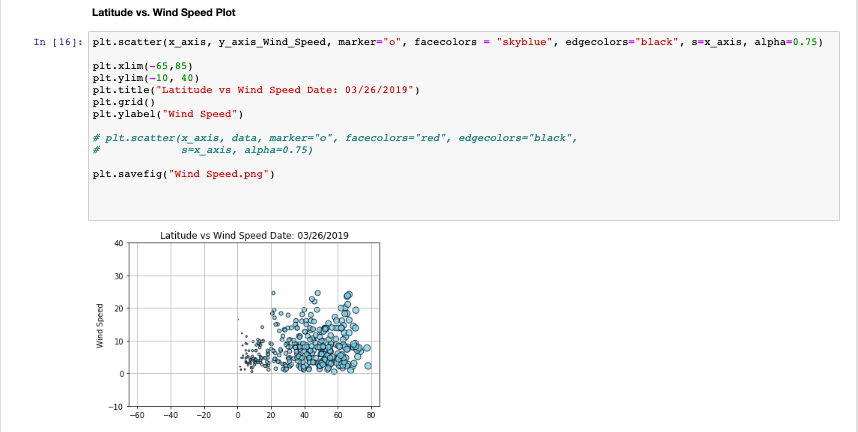 Latitude vs. Wind Speed Plot
In [16]: plt.scatter(x_axis, y_axis_Wind_Speed, marker="o", facecolors = "skyblue", edgecolors="black", s=x_axis, alpha=0.75)
plt.xlim(-65,85)
plt.ylim(-10, 40)
plt.title("Latitude vs Wind Speed Date: 03/26/2019")
plt.grid()
plt.ylabel("Wind Speed")
# plt.scatter(x_axis, data, marker="o", facecolors="red", edgecolors="black",
#             s=x_axis, alpha=0.75)
plt.savefig("Wind Speed.png")
Latitude vs Wind Speed Date: 03/26/2019
40
30
20
10
0
−10
Wind Speed
−60 −40 −20 0 20 40 60 80